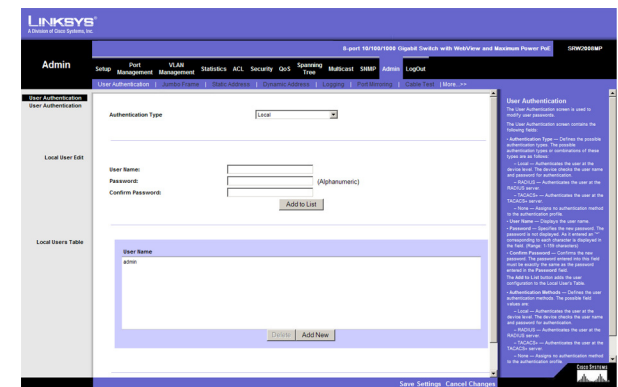 LINKSYS®
A Division of Cisco Systems, Inc.
8-port 10/100/1000 Gigabit Switch with WebView and Maximum Power PoE SRW2008MP
Admin
Setup Port Management VLAN Management Statistics ACL Security QoS Spanning Tree Multicast SNMP Admin LogOut
User Authentication | Jumbo Frame | Static Address | Dynamic Address | Logging | Port Mirroring | Cable Test | More...>>
User Authentication
User Authentication
Authentication Type Local
Local User Edit
User Name:
Password: (Alphanumeric)
Confirm Password:
Add to List
Local Users Table
User Name
admin
Delete Add New
User Authentication
The User Authentication screen is used to
modify user passwords.
The User Authentication screen contains the
following fields:
• Authentication Type — Defines the possible
authentication types. The possible
authentication types or combinations of these
types are as follows:
– Local — Authenticates the user at the
device level. The device checks the user name
and password for authentication.
– RADIUS — Authenticates the user at the
RADIUS server.
– TACACS+ — Authenticates the user at the
TACACS+ server.
– None — Assigns no authentication method
to the authentication profile.
• User Name — Displays the user name.
• Password — Specifies the new password. The
password is not displayed. As it entered an "*"
corresponding to each character is displayed in
the field. (Range: 1-159 characters)
• Confirm Password — Confirms the new
password. The password entered into this field
must be exactly the same as the password
entered in the Password field.
The Add to List button adds the user
configuration to the Local User's Table.
• Authentication Methods — Defines the user
authentication methods. The possible field
values are:
– Local — Authenticates the user at the
device level. The device checks the user name
and password for authentication.
– RADIUS — Authenticates the user at the
RADIUS server.
– TACACS+ — Authenticates the user at the
TACACS+ server.
– None — Assigns no authentication method
to the authentication profile.
Save Settings Cancel Changes
CISCO SYSTEMS